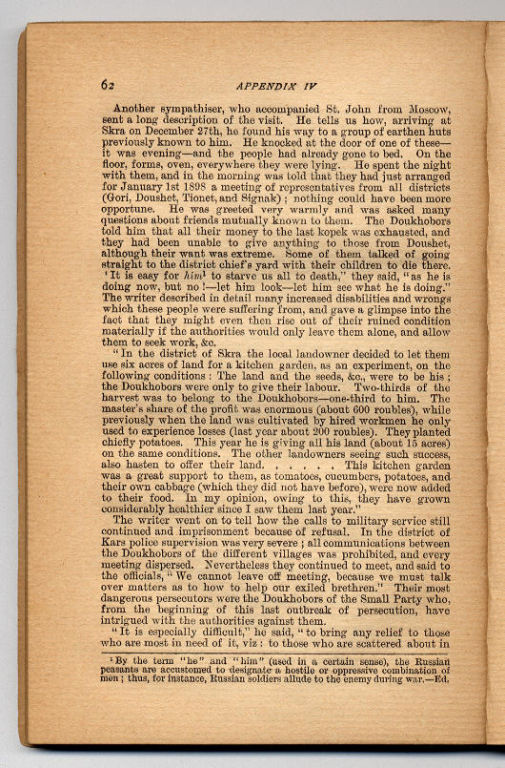 62 APPENDIX IV
Another sympathiser, who accompanied St. John from Moscow,
sent a long description of the visit. He tells us how, arriving at
Skra on December 27th, he found his way to a group of earthen huts
previously known to him. He knocked at the door of one of these—
it was evening—and the people had already gone to bed. On the
floor, forms, oven, everywhere they were lying. He spent the night
with them, and in the morning was told that they had just arranged
for January 1st 1898 a meeting of representatives from all districts
(Gori, Doushet, Tionet, and Signak) ; nothing could have been more
opportune. He was greeted very warmly and was asked many
questions about friends mutually known to them. The Doukhobors
told him that all their money to the last kopek was exhausted, and
they had been unable to give anything to those from Doushet,
although their want was extreme. Some of them talked of going
straight to the district chief's yard with their children to die there.
‘It is easy for him¹ to starve us all to death,” they said, “as he is
doing now, but no !—let him look—let him see what he is doing.”
The writer described in detail many increased disabilities and wrongs
which these people were suffering from, and gave a glimpse into the
fact that they might even then rise out of their ruined condition
materially if the authorities would only leave them alone, and allow
them to seek work, &c.
“ In the district of Skra the local landowner decided to let them
use six acres of land for a kitchen garden, as an experiment, on the
following conditions : The land and the seeds, &c., were to be his ;
the Doukhobors were only to give their labour. Two-thirds of the
harvest was to belong to the Doukhobors—one-third to him. The
master's share of the profit was enormous (about 600 roubles), while
previously when the land was cultivated by hired workmen he only
used to experience losses (last year about 200 roubles). They planted
chiefly potatoes. This year he is giving all his land (about 15 acres)
on the same conditions. The other landowners seeing such success,
also hasten to offer their land. . . . . . . This kitchen garden
was a great support to them, as tomatoes, cucumbers, potatoes, and
their own cabbage (which they did not have before), were now added
to their food. In my opinion, owing to this, they have grown
considerably healthier since I saw them last year.”
The writer went on to tell how the calls to military service still
continued and imprisonment because of refusal. In the district of
Kars police supervision was very severe ; all communications between
the Doukhobors of the different villages was prohibited, and every
meeting dispersed. Nevertheless they continued to meet, and said to
the officials, “ We cannot leave off meeting, because we must talk
over matters as to how to help our exiled brethren.” Their most
dangerous persecutors were the Doukhobors of the Small Party who,
from the beginning of this last outbreak of persecution, have
intrigued with the authorities against them.
“ It is especially difficult,” he said, “ to bring any relief to those
who are most in need of it, viz : to those who are scattered about in
¹ By the term “he” and “him” (used in a certain sense), the Russian
peasants are accustomed to designate a hostile or oppressive combination of
men ; thus, for instance, Russian soldiers allude to the enemy during war.—Ed.